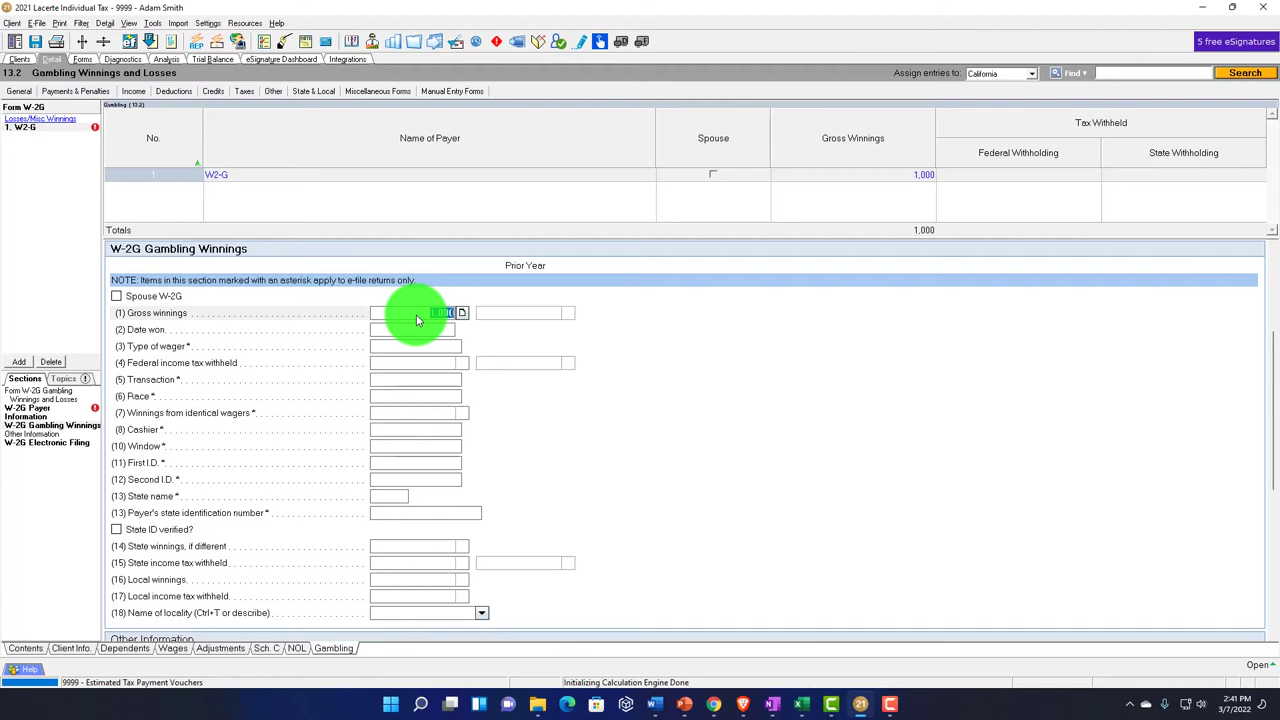 2021 Lacerte Individual Tax - 9999 - Adam Smith
Client E-File Print Filter Detail View Tools Import Settings Resources Help
5 free eSignatures
Clients Detail Forms Diagnostics Analysis Trial Balance eSignature Dashboard Integrations
13.2 Gambling Winnings and Losses Assign entries to: California Find Search
General Payments & Penalties Income Deductions Credits Taxes Other State & Local Miscellaneous Forms Manual Entry Forms
Form W-2G
Losses/Misc Winnings
1. W2-G
Gambling (13.2)
No. Name of Payer Spouse Gross Winnings Tax Withheld
Federal Withholding State Withholding
1 W2-G 1,000
Totals 1,000
W-2G Gambling Winnings
Prior Year
NOTE: Items in this section marked with an asterisk apply to e-file returns only.
Spouse W-2G
(1) Gross winnings 1,000
(2) Date won
(3) Type of wager*
(4) Federal income tax withheld
(5) Transaction*
(6) Race*
(7) Winnings from identical wagers*
(8) Cashier*
(10) Window*
(11) First I.D.*
(12) Second I.D.*
(13) State name*
(13) Payer's state identification number*
State ID verified?
(14) State winnings, if different
(15) State income tax withheld
(16) Local winnings
(17) Local income tax withheld
(18) Name of locality (Ctrl+T or describe)
Other Information
Add Delete
Sections Topics
Form W-2G Gambling
Winnings and Losses
W-2G Payer
Information
W-2G Gambling Winnings
Other Information
W-2G Electronic Filing
Contents Client Info. Dependents Wages Adjustments Sch. C NOL Gambling
Help Open
9999 - Estimated Tax Payment Vouchers Initializing Calculation Engine Done
21
2:41 PM
3/7/2022